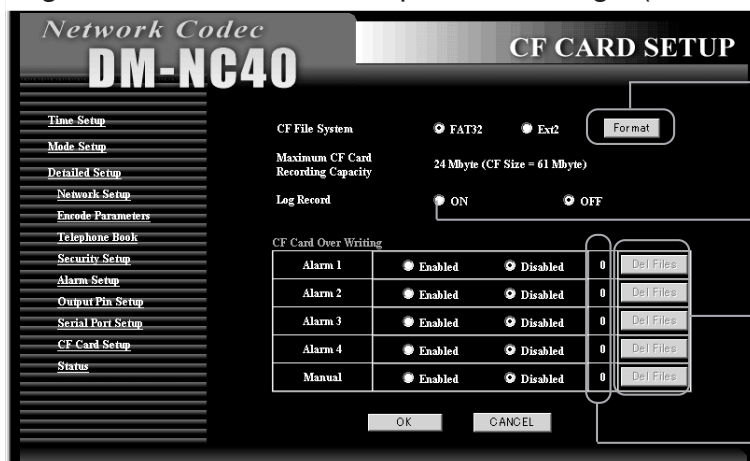 Network Codec
DM-NC40
CF CARD SETUP
Time Setup
Mode Setup
Detailed Setup
Network Setup
Encode Parameters
Telephone Book
Security Setup
Alarm Setup
Output Pin Setup
Serial Port Setup
CF Card Setup
Status
CF File System FAT32 Ext2 Format
Maximum CF Card
Recording Capacity 24 Mbyte (CF Size = 61 Mbyte)
Log Record ON OFF
CF Card Over Writing
Alarm 1 Enabled Disabled 0 Del Files
Alarm 2 Enabled Disabled 0 Del Files
Alarm 3 Enabled Disabled 0 Del Files
Alarm 4 Enabled Disabled 0 Del Files
Manual Enabled Disabled 0 Del Files
OK CANCEL